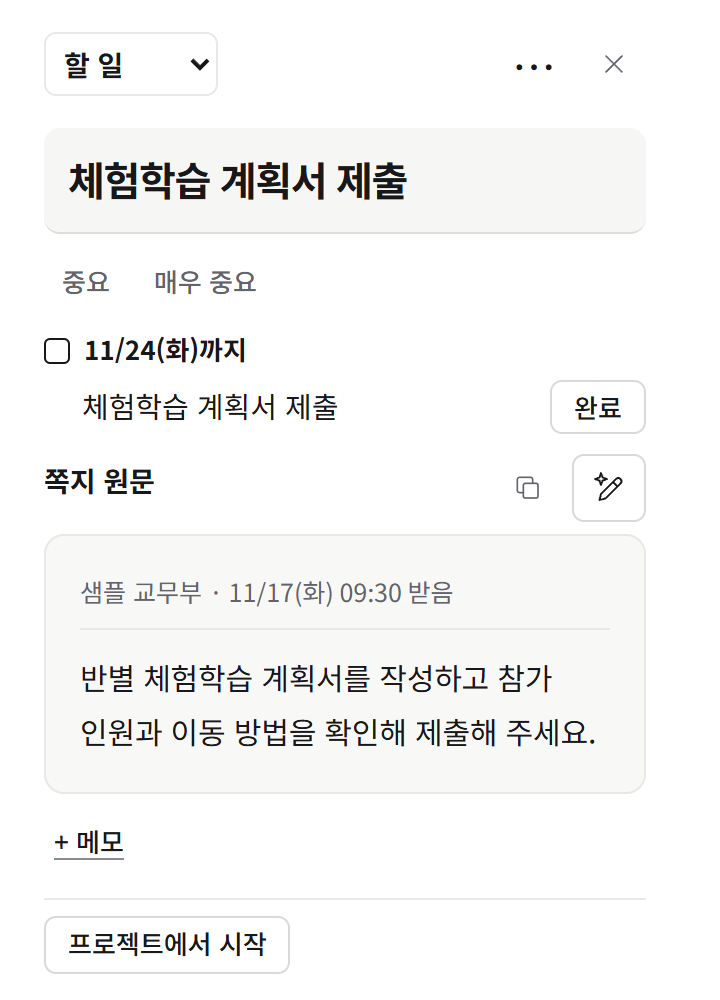 할 일
체험학습 계획서 제출
중요 매우 중요
11/24(화)까지
체험학습 계획서 제출
완료
쪽지 원문
샘플 교무부 · 11/17(화) 09:30 받음
반별 체험학습 계획서를 작성하고 참가
인원과 이동 방법을 확인해 제출해 주세요.
+ 메모
프로젝트에서 시작